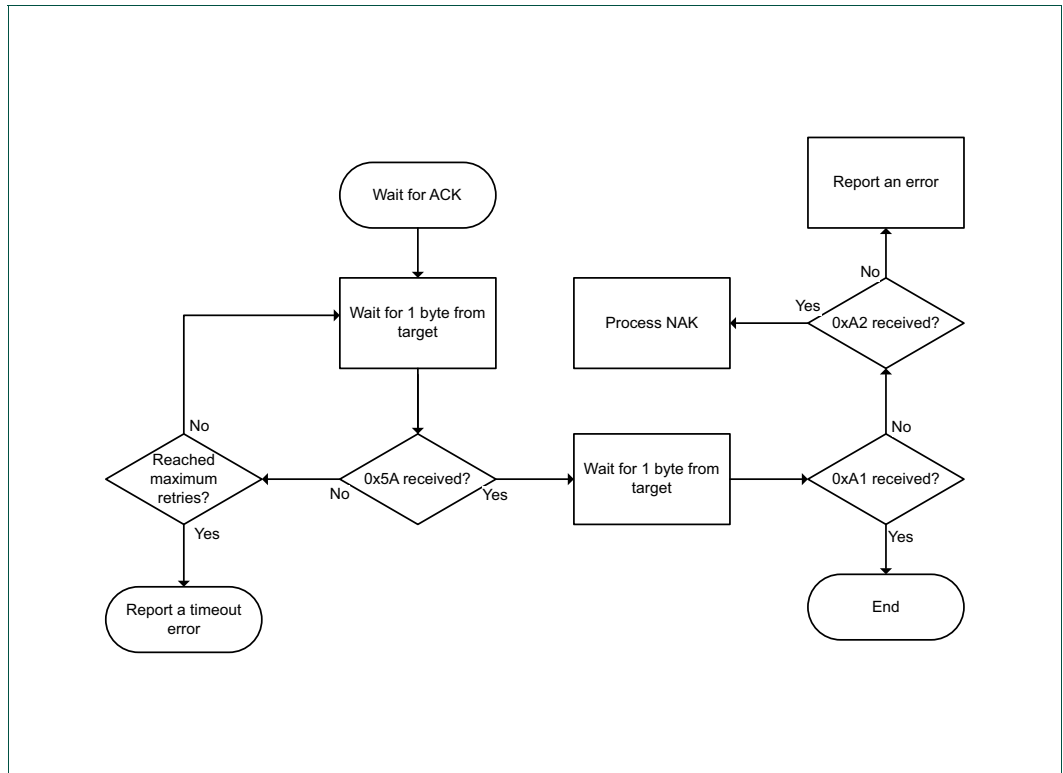 Wait for ACK
Wait for 1 byte from
target
0x5A received?
No
Yes
Reached
maximum
retries?
No
Yes
Report a timeout
error
Wait for 1 byte from
target
0xA1 received?
No
Yes
End
0xA2 received?
Yes
No
Process NAK
Report an error